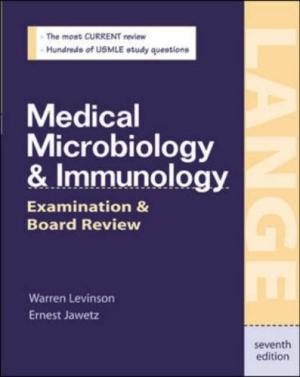 • The most CURRENT review
• Hundreds of USMLE study questions
LANGE
Medical
Microbiology
& Immunology
Examination &
Board Review
Warren Levinson
Ernest Jawetz
seventh
edition